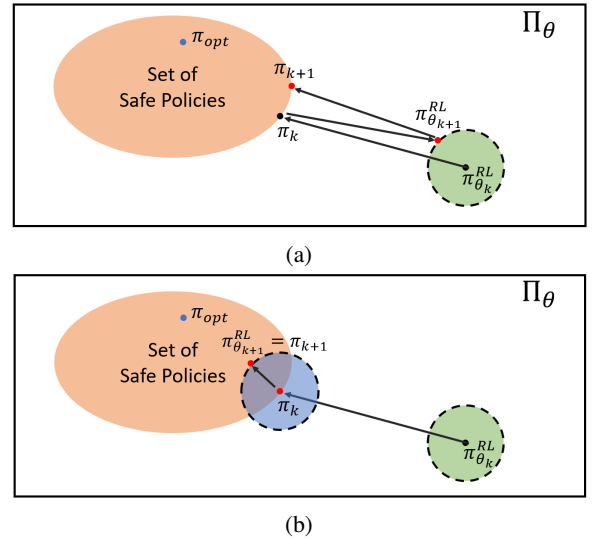 Π_θ
π_opt
Set of
Safe Policies
π_{k+1}
π_k
π^{RL}_{θ_{k+1}}
π^{RL}_{θ_k}
(a)
Π_θ
π_opt
Set of
Safe Policies
π^{RL}_{θ_{k+1}} = π_{k+1}
π_k
π^{RL}_{θ_k}
(b)